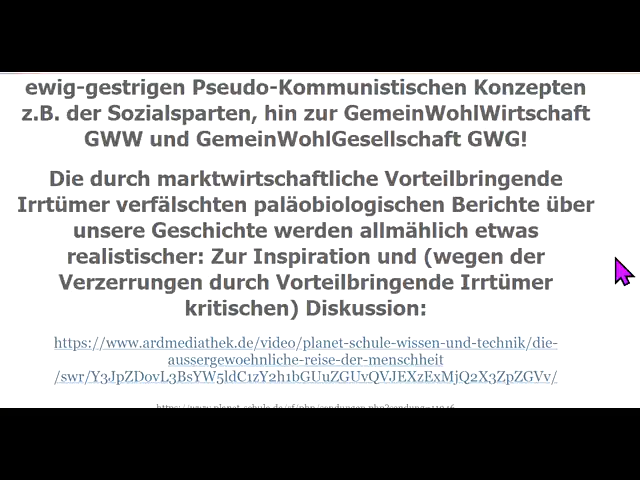 ewig-gestrigen Pseudo-Kommunistischen Konzepten
z.B. der Sozialsparten, hin zur GemeinWohlWirtschaft
GWW und GemeinWohlGesellschaft GWG!
Die durch marktwirtschaftliche Vorteilbringende
Irrtümer verfälschten paläobiologischen Berichte über
unsere Geschichte werden allmählich etwas
realistischer: Zur Inspiration und (wegen der
Verzerrungen durch Vorteilbringende Irrtümer
kritischen) Diskussion:
https://www.ardmediathek.de/video/planet-schule-wissen-und-technik/die-
aussergewoehnliche-reise-der-menschheit
/swr/Y3JpZDovL3BsYW5ldC1zY2h1bGUuZGUvQVJEXzExMjQ2X3ZpZGVv/